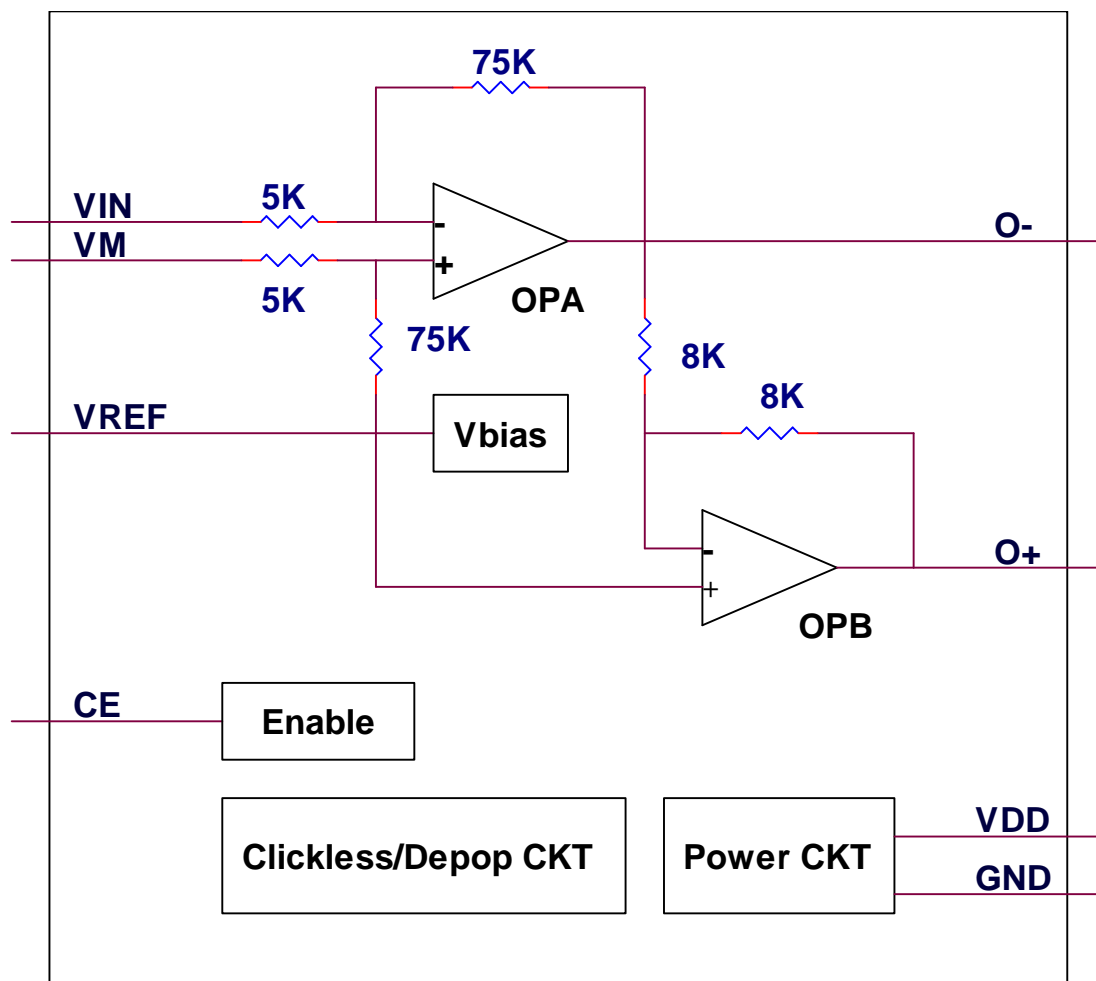 75K
VIN
5K
-
VM
+
5K
OPA
O-
75K
8K
VREF
Vbias
8K
-
+
O+
OPB
CE
Enable
Clickless/Depop CKT
Power CKT
VDD
GND